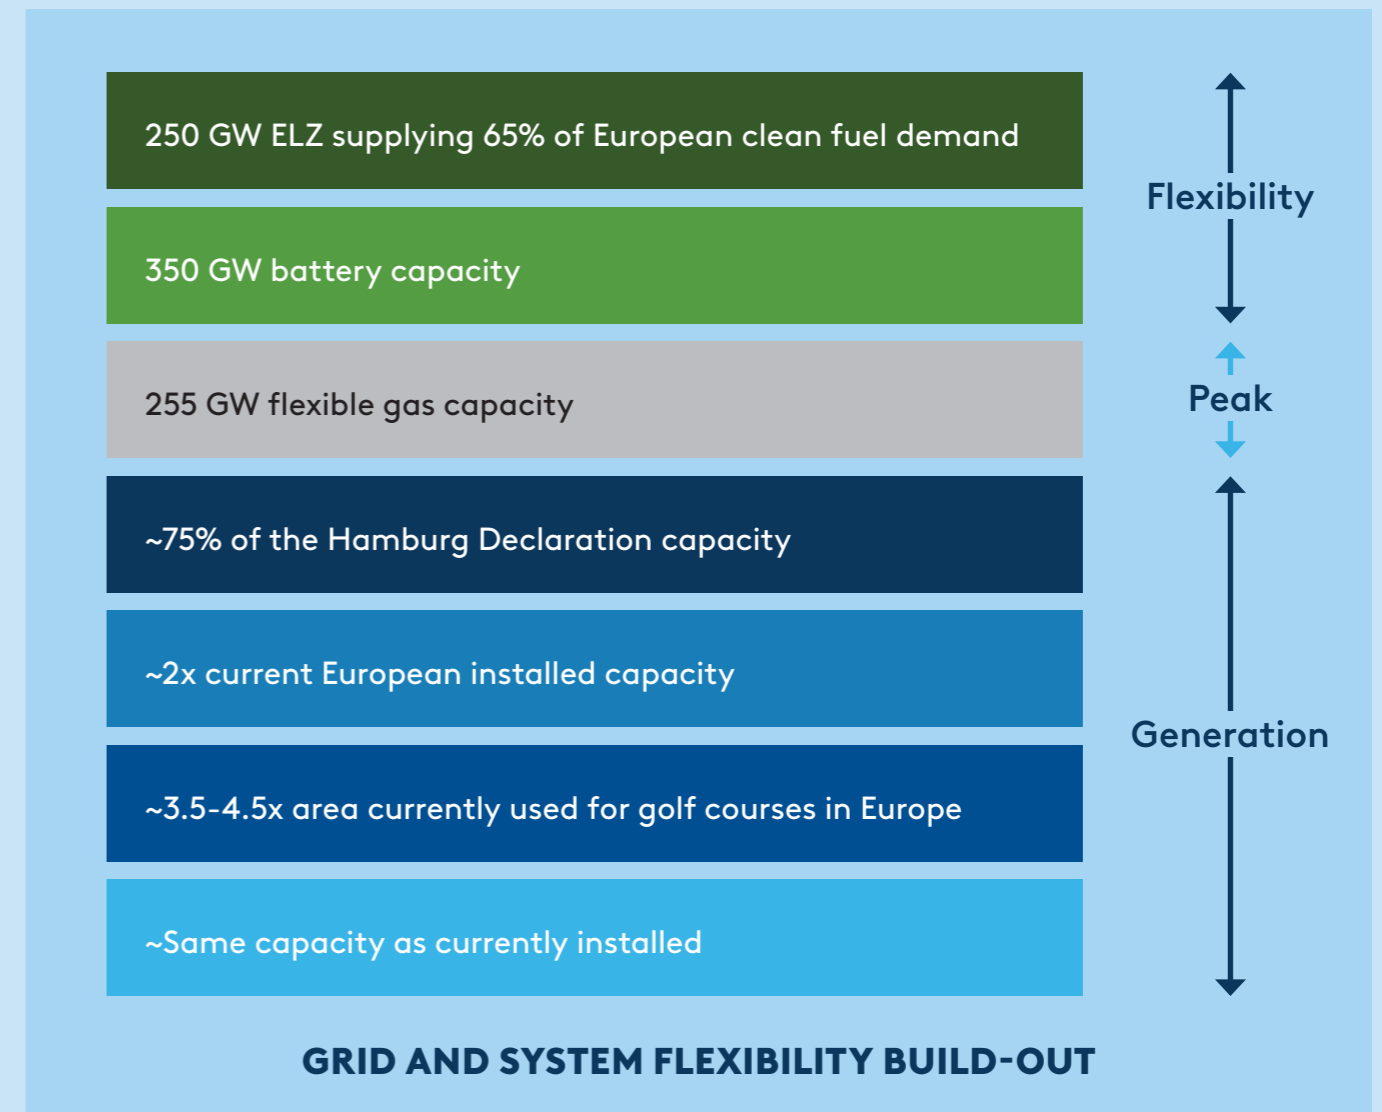 250 GW ELZ supplying 65% of European clean fuel demand
350 GW battery capacity
Flexibility
255 GW flexible gas capacity
Peak
~75% of the Hamburg Declaration capacity
~2x current European installed capacity
~3.5-4.5x area currently used for golf courses in Europe
~Same capacity as currently installed
Generation
GRID AND SYSTEM FLEXIBILITY BUILD-OUT